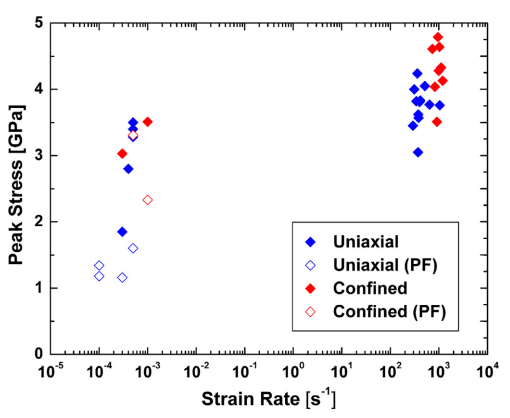 5
4
3
2
1
0
Peak Stress [GPa]
Uniaxial
Uniaxial (PF)
Confined
Confined (PF)
10⁻⁵ 10⁻⁴ 10⁻³ 10⁻² 10⁻¹ 10⁰ 10¹ 10² 10³ 10⁴
Strain Rate [s⁻¹]